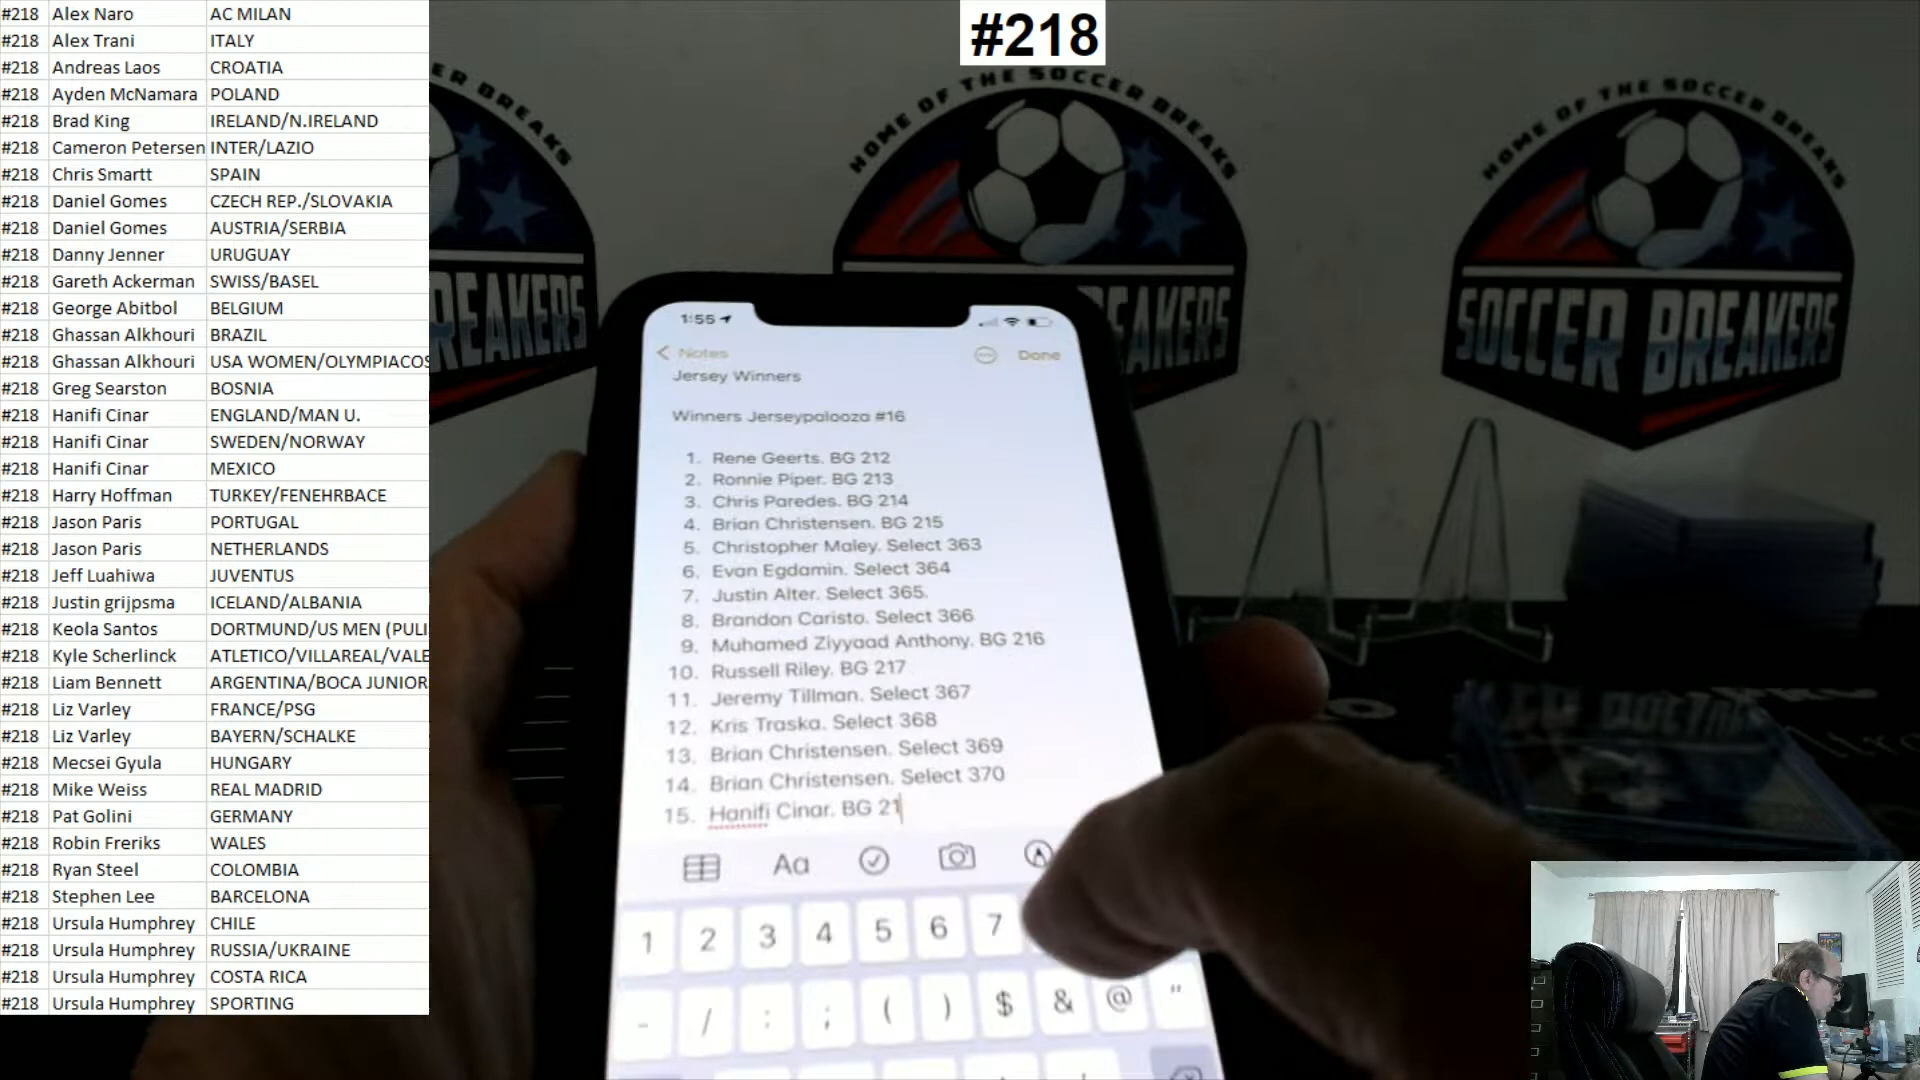 #218 Alex Naro AC MILAN
#218 Alex Trani ITALY
#218 Andreas Laos CROATIA
#218 Ayden McNamara POLAND
#218 Brad King IRELAND/N.IRELAND
#218 Cameron Petersen INTER/LAZIO
#218 Chris Smartt SPAIN
#218 Daniel Gomes CZECH REP./SLOVAKIA
#218 Daniel Gomes AUSTRIA/SERBIA
#218 Danny Jenner URUGUAY
#218 Gareth Ackerman SWISS/BASEL
#218 George Abitbol BELGIUM
#218 Ghassan Alkhouri BRAZIL
#218 Ghassan Alkhouri USA WOMEN/OLYMPIACOS
#218 Greg Searston BOSNIA
#218 Hanifi Cinar ENGLAND/MAN U.
#218 Hanifi Cinar SWEDEN/NORWAY
#218 Hanifi Cinar MEXICO
#218 Harry Hoffman TURKEY/FENEHRBACE
#218 Jason Paris PORTUGAL
#218 Jason Paris NETHERLANDS
#218 Jeff Luahiwa JUVENTUS
#218 Justin grijpsma ICELAND/ALBANIA
#218 Keola Santos DORTMUND/US MEN (PULI
#218 Kyle Scherlinck ATLETICO/VILLAREAL/VALE
#218 Liam Bennett ARGENTINA/BOCA JUNIOR
#218 Liz Varley FRANCE/PSG
#218 Liz Varley BAYERN/SCHALKE
#218 Mecsei Gyula HUNGARY
#218 Mike Weiss REAL MADRID
#218 Pat Golini GERMANY
#218 Robin Freriks WALES
#218 Ryan Steel COLOMBIA
#218 Stephen Lee BARCELONA
#218 Ursula Humphrey CHILE
#218 Ursula Humphrey RUSSIA/UKRAINE
#218 Ursula Humphrey COSTA RICA
#218 Ursula Humphrey SPORTING
#218
ER BREAKS
REAKERS
HOME OF THE SOCCER BREAKS
EAKERS
HOME OF THE SOCCER BREAKS
SOCCER BREAKERS
1:55
Notes
Done
Jersey Winners
Winners Jerseypalooza #16
1. Rene Geerts. BG 212
2. Ronnie Piper. BG 213
3. Chris Paredes. BG 214
4. Brian Christensen. BG 215
5. Christopher Maley. Select 363
6. Evan Egdamin. Select 364
7. Justin Alter. Select 365.
8. Brandon Caristo. Select 366
9. Muhamed Ziyyaad Anthony. BG 216
10. Russell Riley. BG 217
11. Jeremy Tillman. Select 367
12. Kris Traska. Select 368
13. Brian Christensen. Select 369
14. Brian Christensen. Select 370
15. Hanifi Cinar. BG 21
Aa
1 2 3 4 5 6 7
- / : ; ( ) $ & @ "